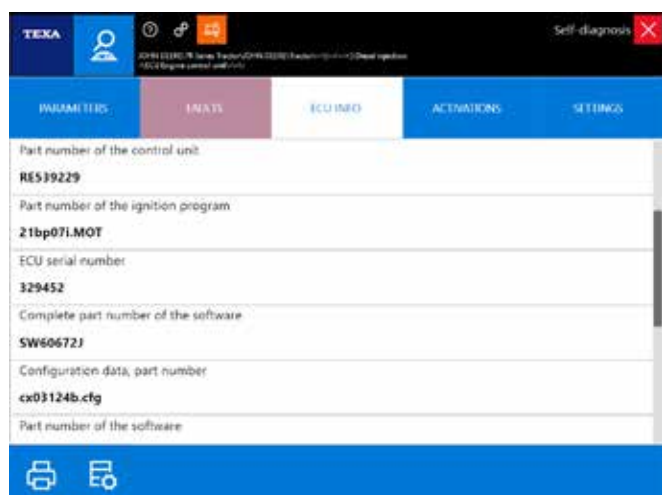 TEXA
Self-diagnosis
PARAMETERS
FAULTS
ECU INFO
ACTIVATIONS
SETTINGS
Part number of the control unit
RE539229
Part number of the ignition program
21bp07i.MOT
ECU serial number
329452
Complete part number of the software
SW60672J
Configuration data, part number
cx03124b.cfg
Part number of the software